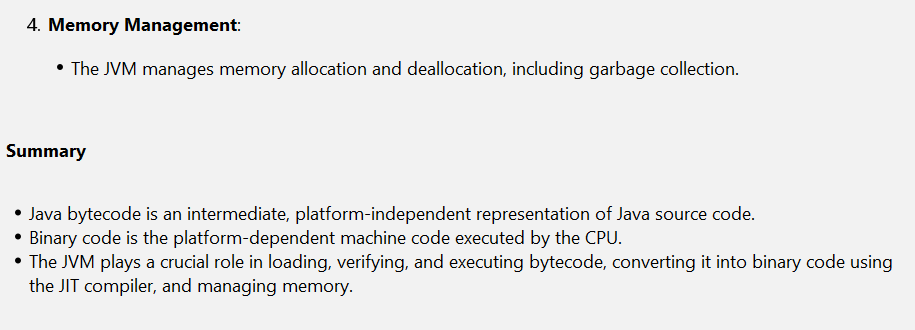 4. Memory Management:
• The JVM manages memory allocation and deallocation, including garbage collection.
Summary
• Java bytecode is an intermediate, platform-independent representation of Java source code.
• Binary code is the platform-dependent machine code executed by the CPU.
• The JVM plays a crucial role in loading, verifying, and executing bytecode, converting it into binary code using
the JIT compiler, and managing memory.